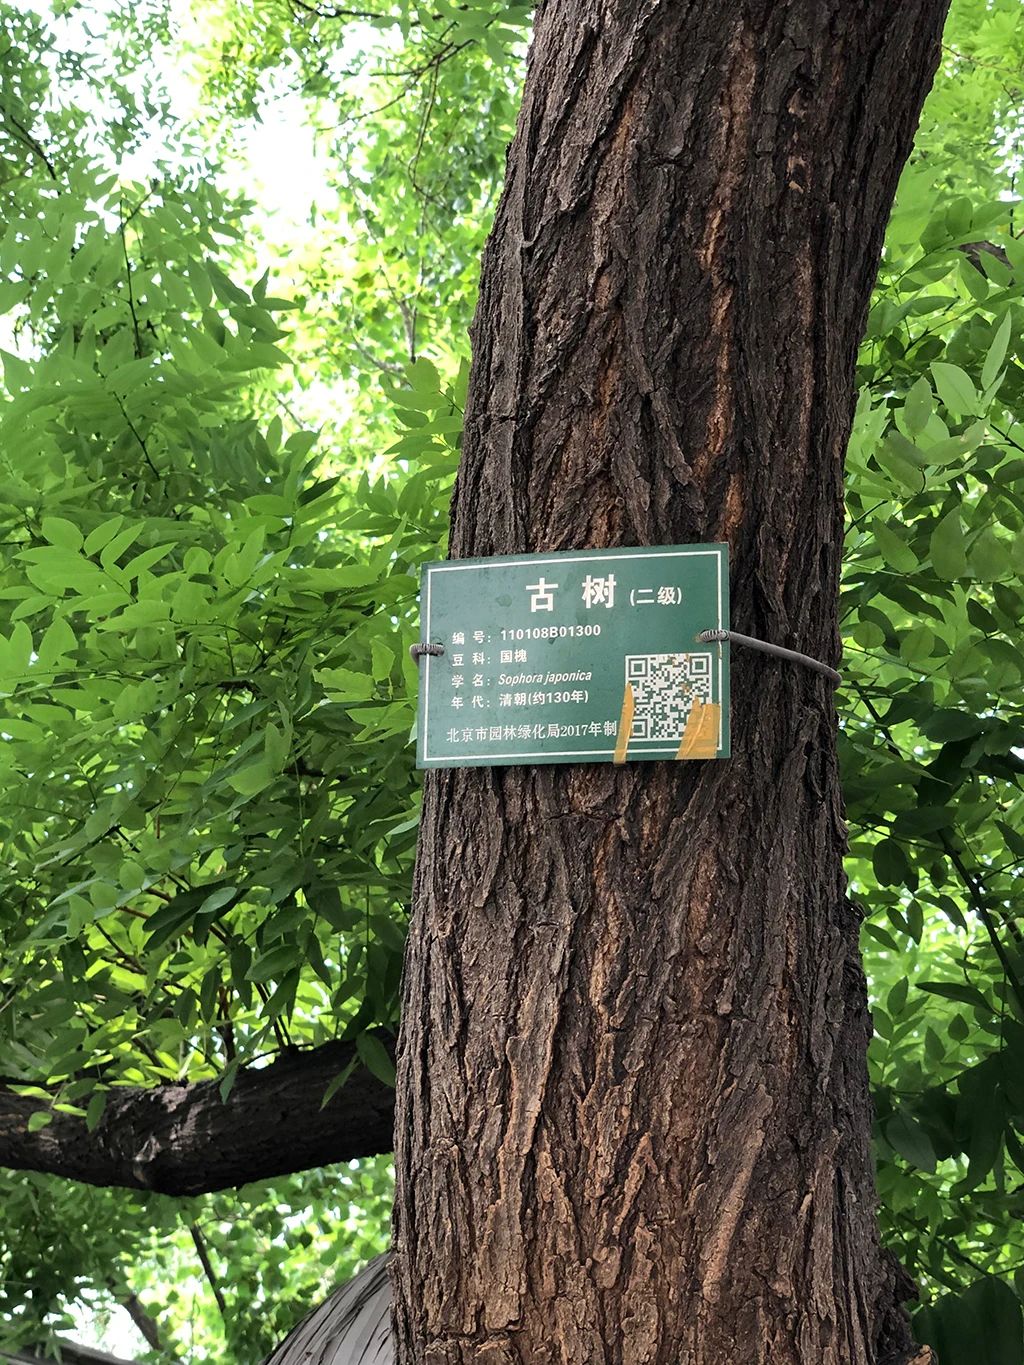 古树(二级)
编号：110108B01300
豆科：国槐
学名：Sophora japonica
年代：清朝(约130年)
北京市园林绿化局2017年制